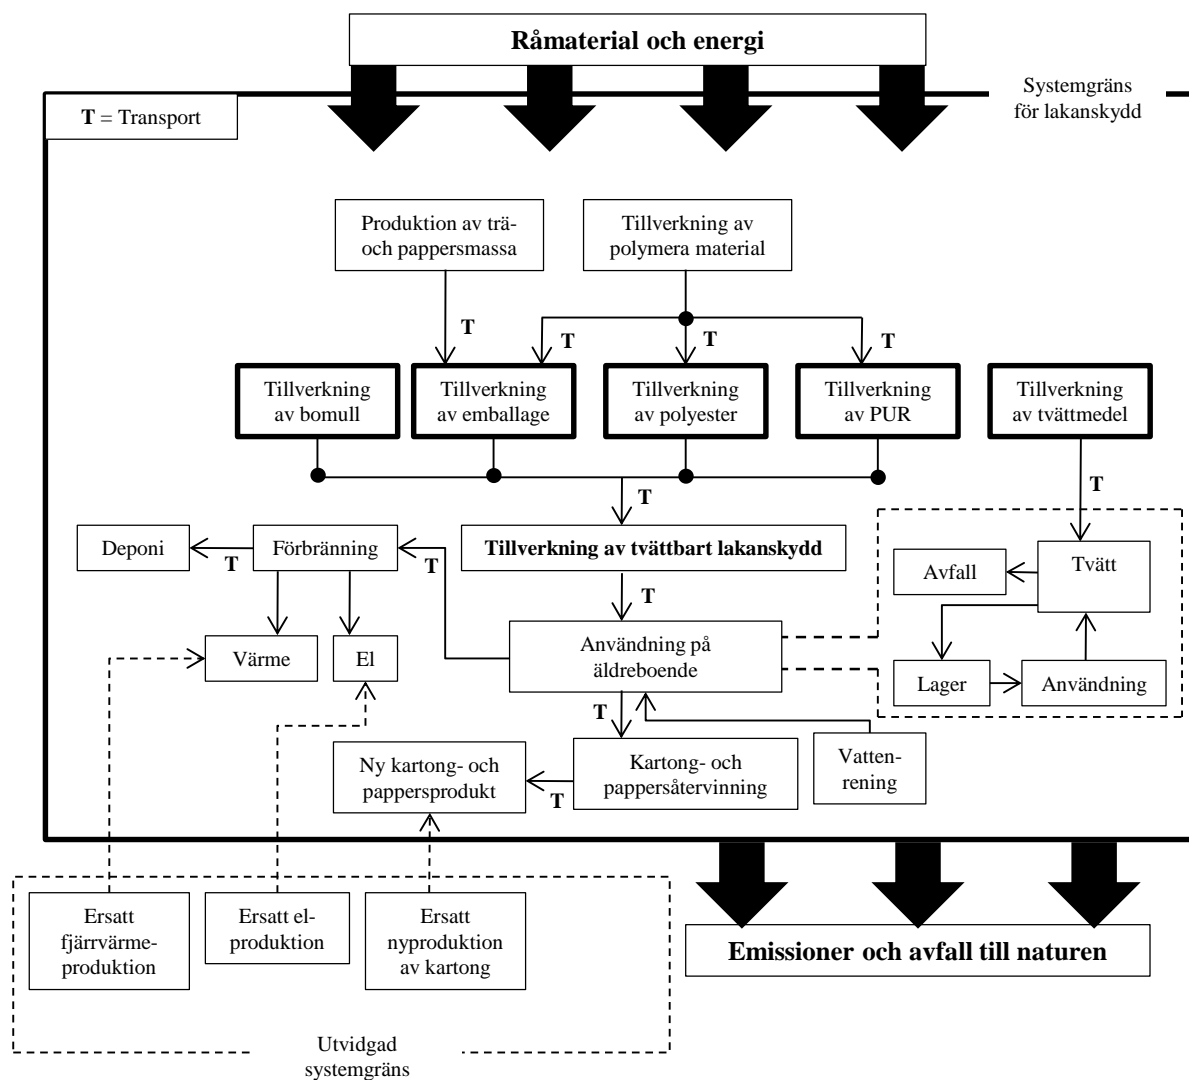 Råmaterial och energi
Systemgräns
för lakanskydd
T = Transport
Produktion av trä-
och pappersmassa
Tillverkning av
polymera material
T
T
T
T
Tillverkning
av bomull
Tillverkning
av emballage
Tillverkning
av polyester
Tillverkning
av PUR
Tillverkning
av tvättmedel
T
T
Deponi
T
Förbränning
T
Tillverkning av tvättbart lakanskydd
Avfall
Tvätt
T
Värme
El
Användning på
äldreboende
Lager
Användning
T
Ny kartong- och
pappersprodukt
T
Kartong- och
pappersåtervinning
Vatten-
rening
Ersatt
fjärrvärme-
produktion
Ersatt el-
produktion
Ersatt
nyproduktion
av kartong
Emissioner och avfall till naturen
Utvidgad
systemgräns